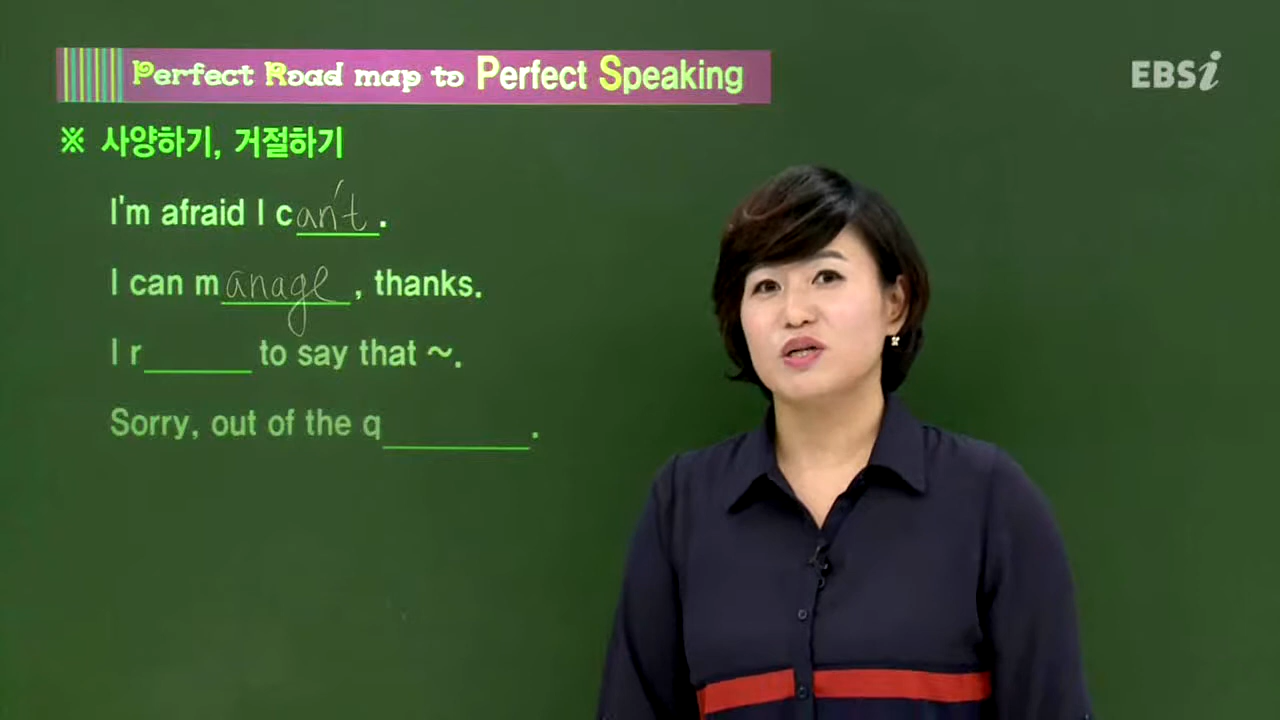 Perfect Road map to Perfect Speaking
EBSi
※ 사양하기, 거절하기
I'm afraid I can't.
I can manage, thanks.
I r______ to say that ~.
Sorry, out of the q________.